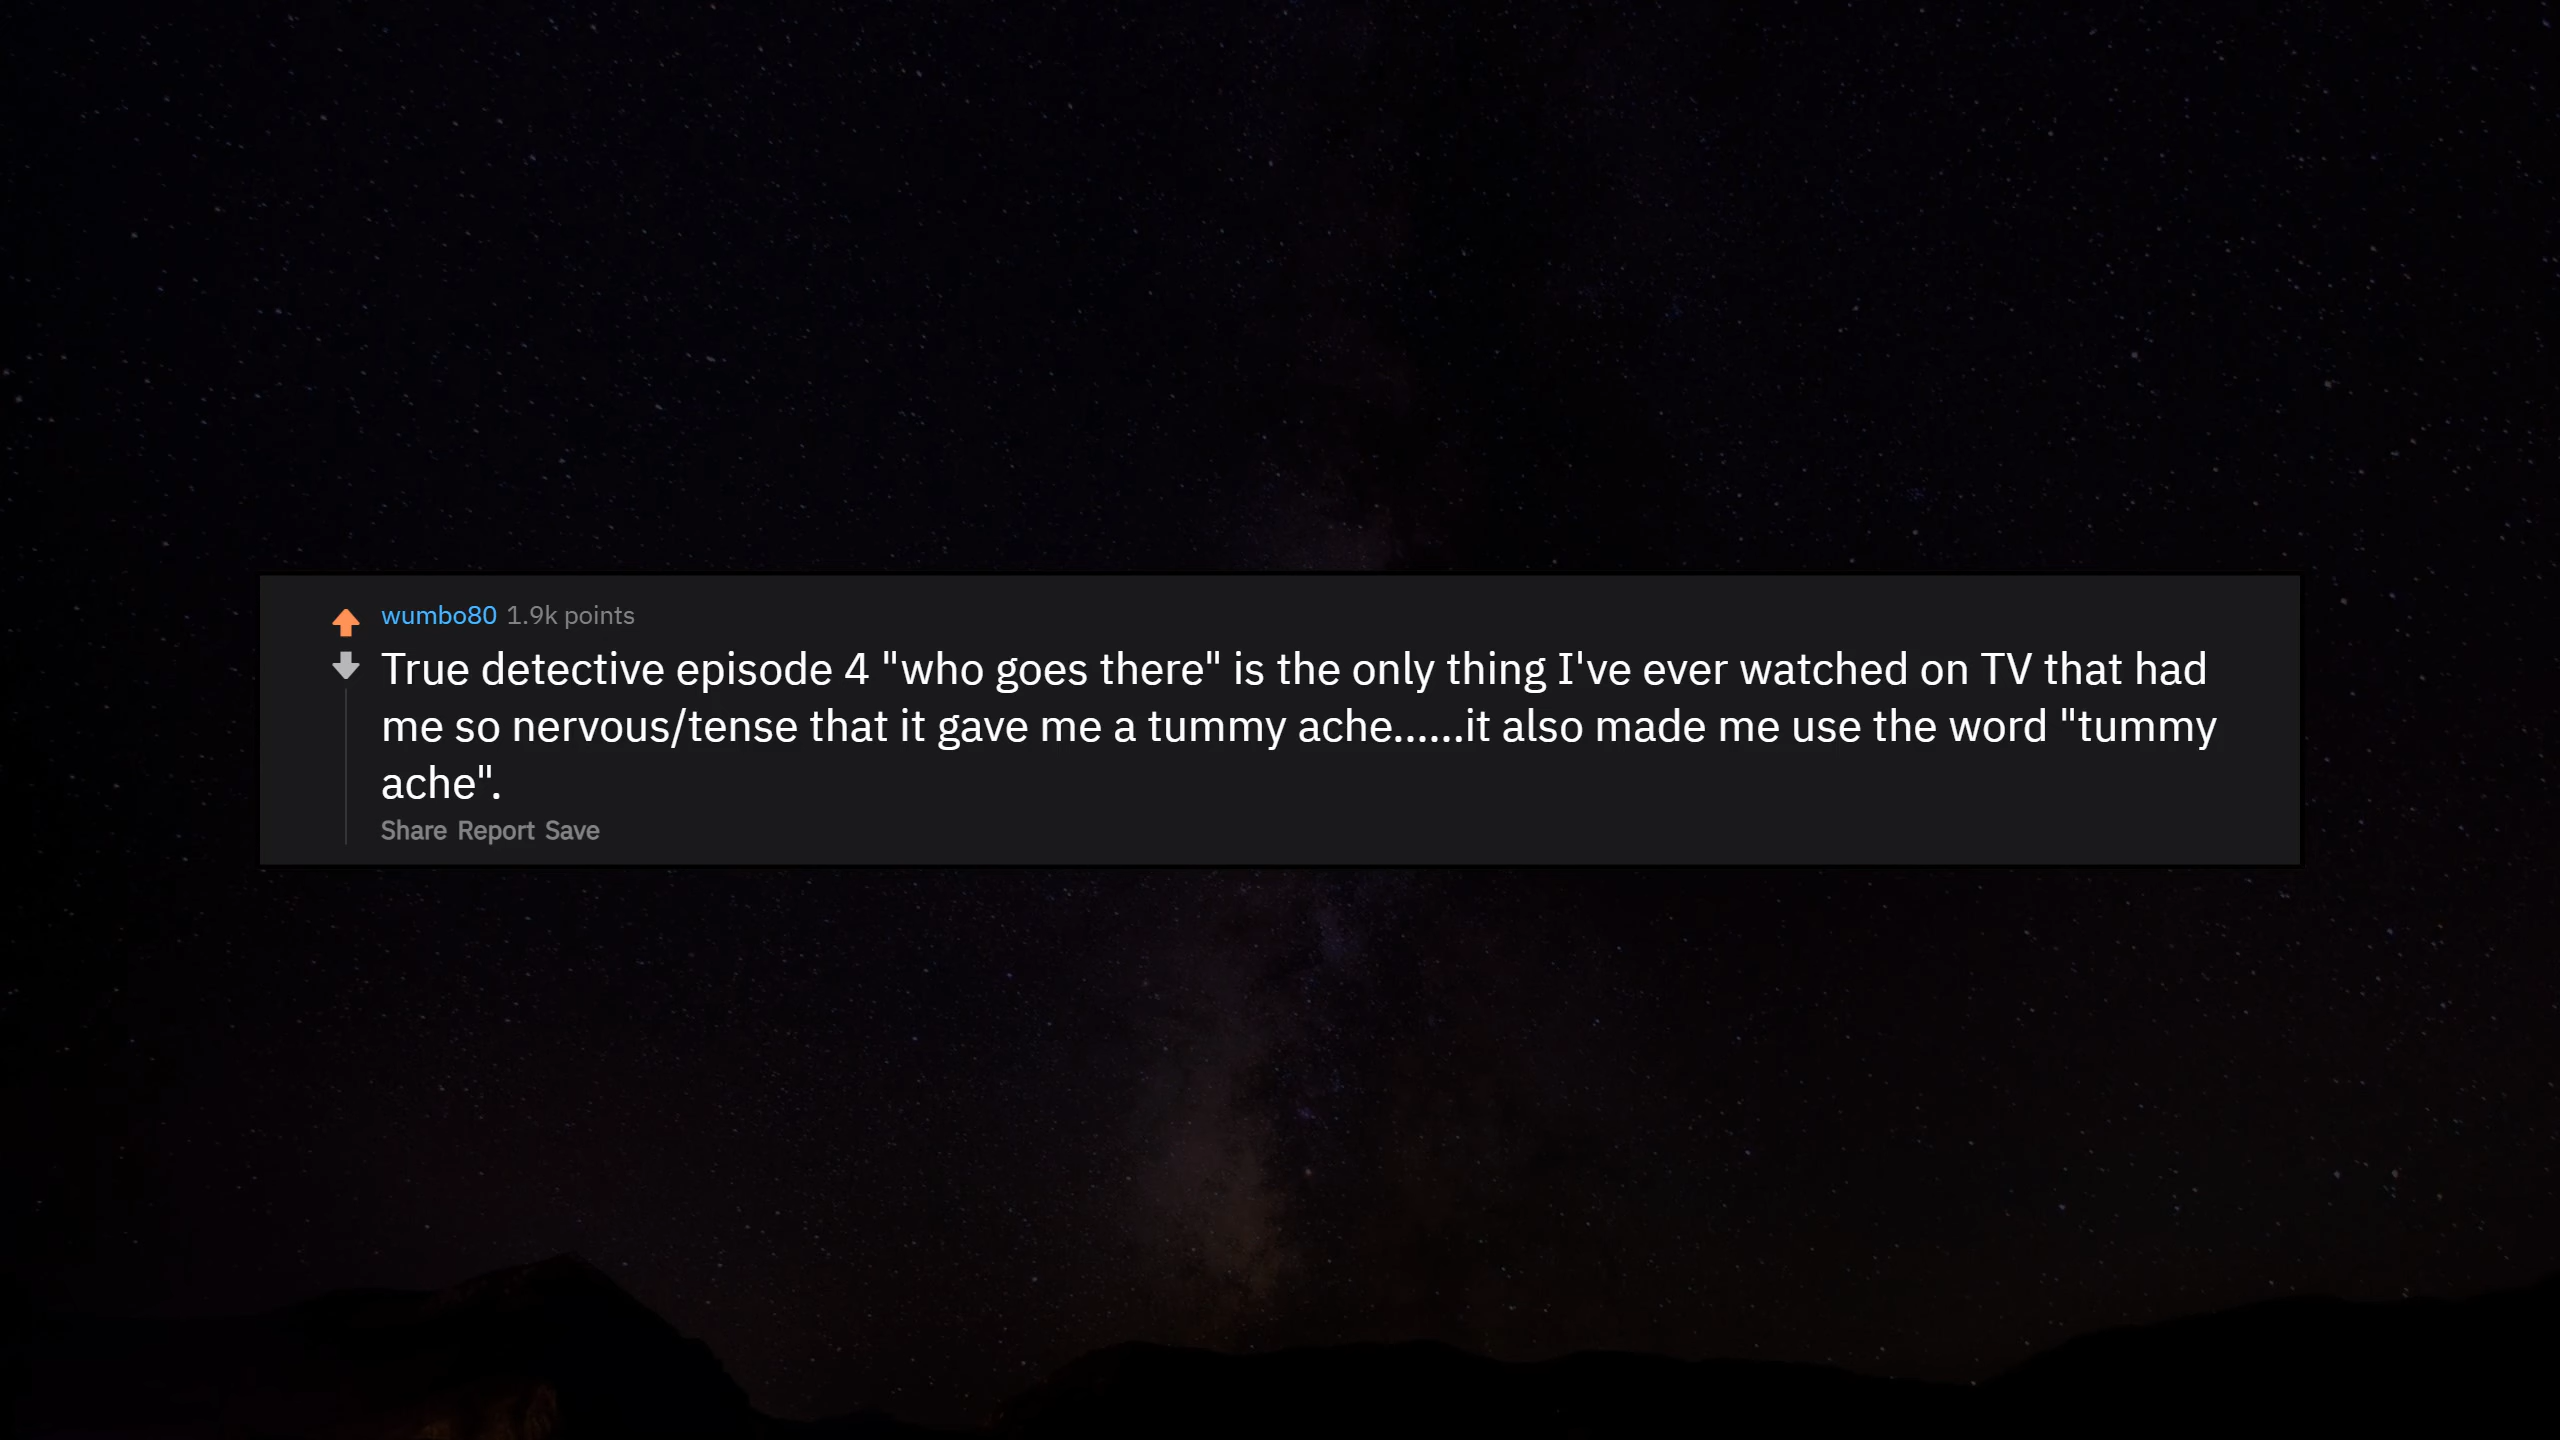 wumbo80 1.9k points
True detective episode 4 "who goes there" is the only thing I've ever watched on TV that had
me so nervous/tense that it gave me a tummy ache......it also made me use the word "tummy
ache".
Share Report Save